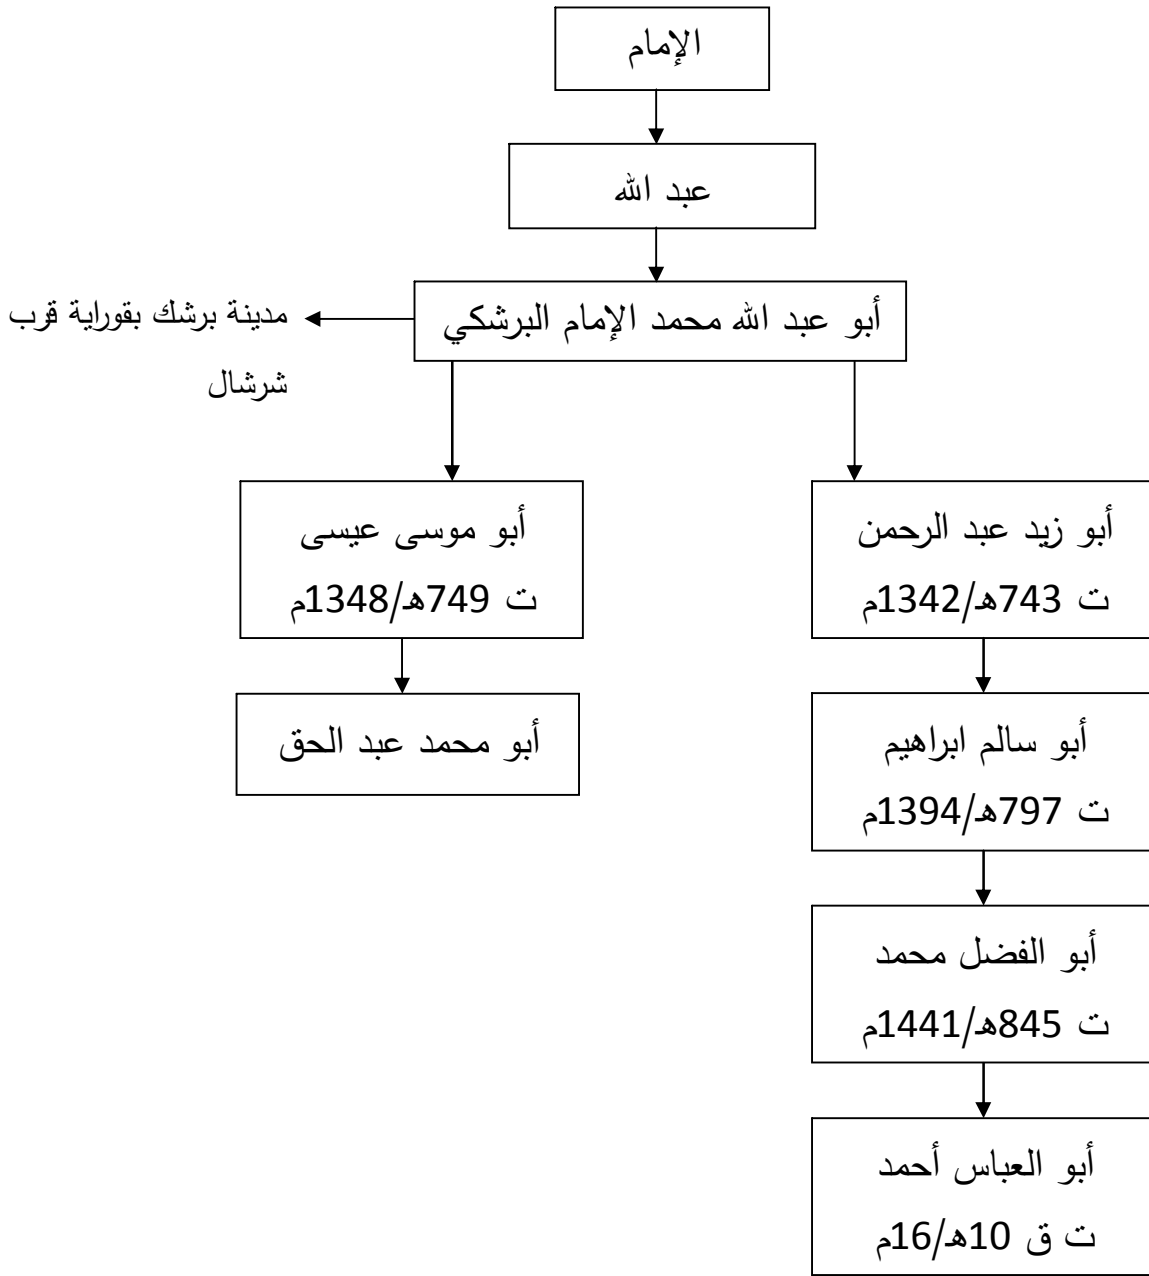 الإمام
عبد الله
أبو عبد الله محمد الإمام البرشكي
مدينة برشك بقوراية قرب
شرشال
أبو زيد عبد الرحمن
ت 743هـ/1342م
أبو موسى عيسى
ت 749هـ/1348م
أبو سالم ابراهيم
ت 797هـ/1394م
أبو محمد عبد الحق
أبو الفضل محمد
ت 845هـ/1441م
أبو العباس أحمد
ت ق 10هـ/16م